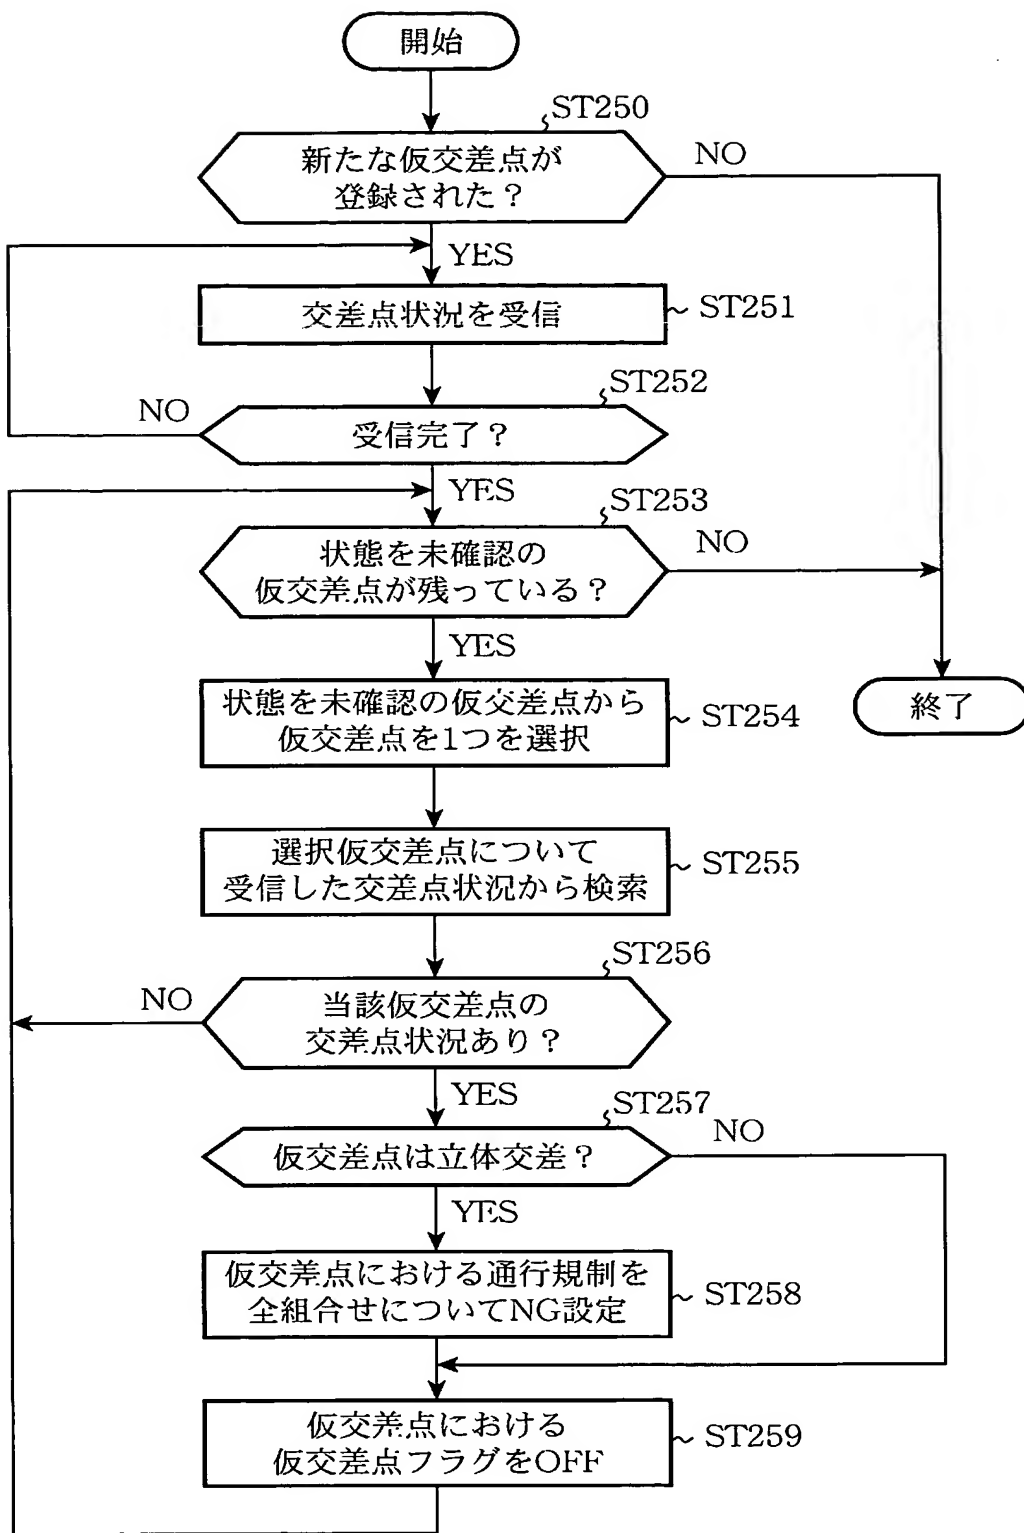 開始
ST250
新たな仮交差点が
登録された？
NO
YES
交差点状況を受信
ST251
ST252
NO
受信完了？
YES
ST253
状態を未確認の
仮交差点が残っている？
NO
YES
状態を未確認の仮交差点から
仮交差点を1つを選択
ST254
終了
選択仮交差点について
受信した交差点状況から検索
ST255
ST256
NO
当該仮交差点の
交差点状況あり？
YES
ST257
NO
仮交差点は立体交差？
YES
仮交差点における通行規制を
全組合せについてNG設定
ST258
仮交差点における
仮交差点フラグをOFF
ST259